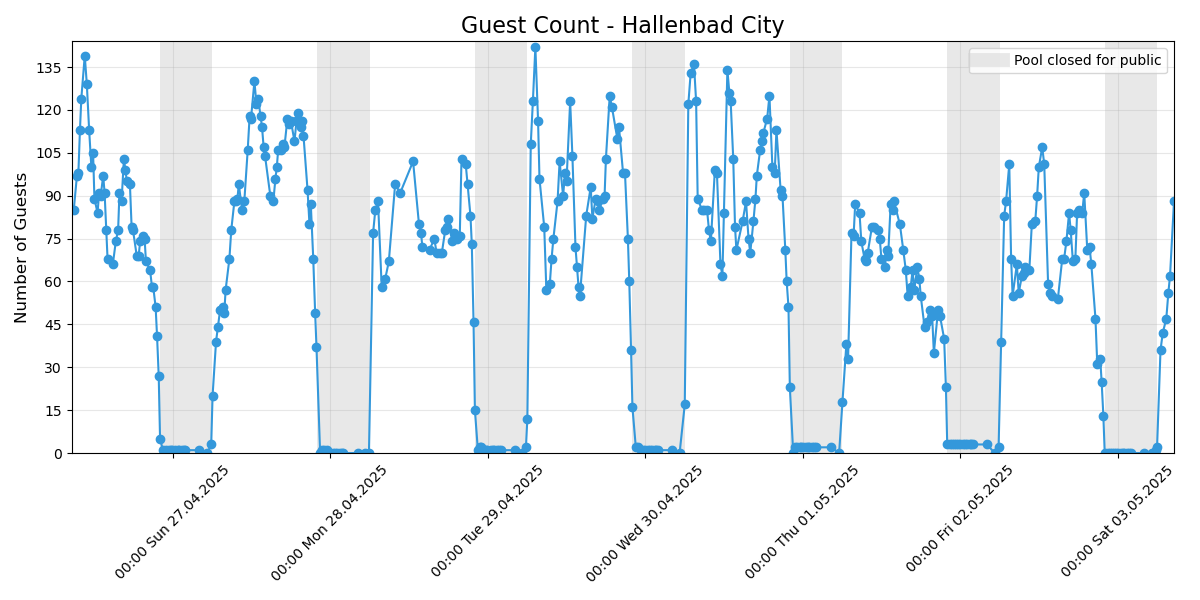 Guest Count - Hallenbad City
Pool closed for public
Number of Guests
135
120
105
90
75
60
45
30
15
0
00:00 Sun 27.04.2025
00:00 Mon 28.04.2025
00:00 Tue 29.04.2025
00:00 Wed 30.04.2025
00:00 Thu 01.05.2025
00:00 Fri 02.05.2025
00:00 Sat 03.05.2025